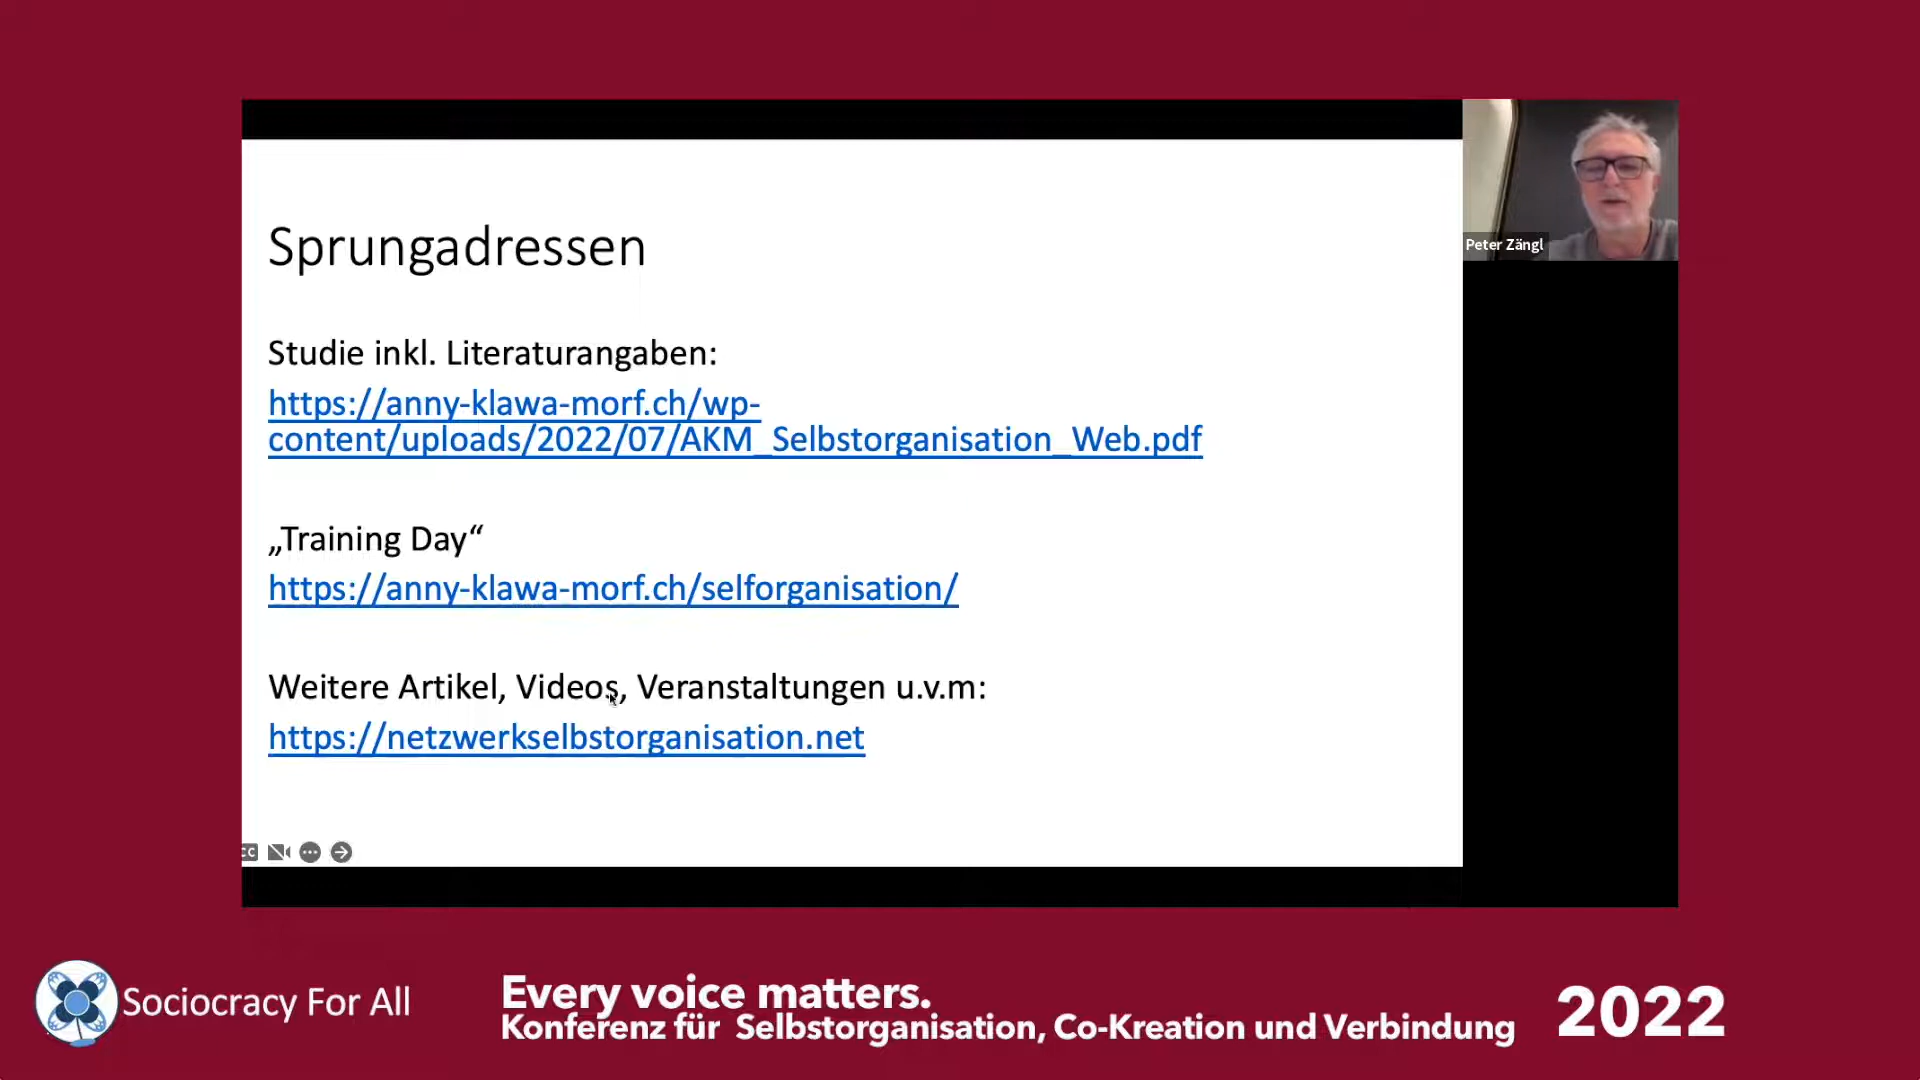 Sprungadressen
Studie inkl. Literaturangaben:
https://anny-klawa-morf.ch/wp-
content/uploads/2022/07/AKM_Selbstorganisation_Web.pdf
„Training Day“
https://anny-klawa-morf.ch/selforganisation/
Weitere Artikel, Videos, Veranstaltungen u.v.m:
https://netzwerkselbstorganisation.net
CC
Peter Zängl
Sociocracy For All
Every voice matters.
Konferenz für Selbstorganisation, Co-Kreation und Verbindung
2022